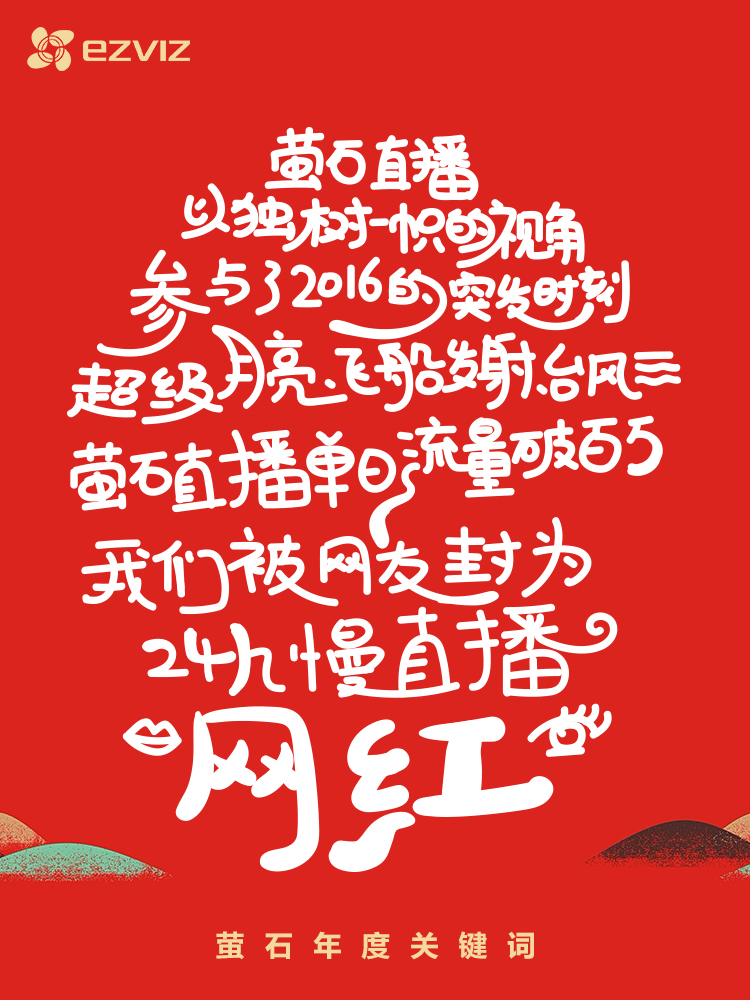 ezviz
萤石直播
以独树一帜的视角
参与了2016的突发时刻
超级月亮、飞船发射、台风
萤石直播单日流量破百万
我们被网友封为
24h慢直播
网红
萤石年度关键词